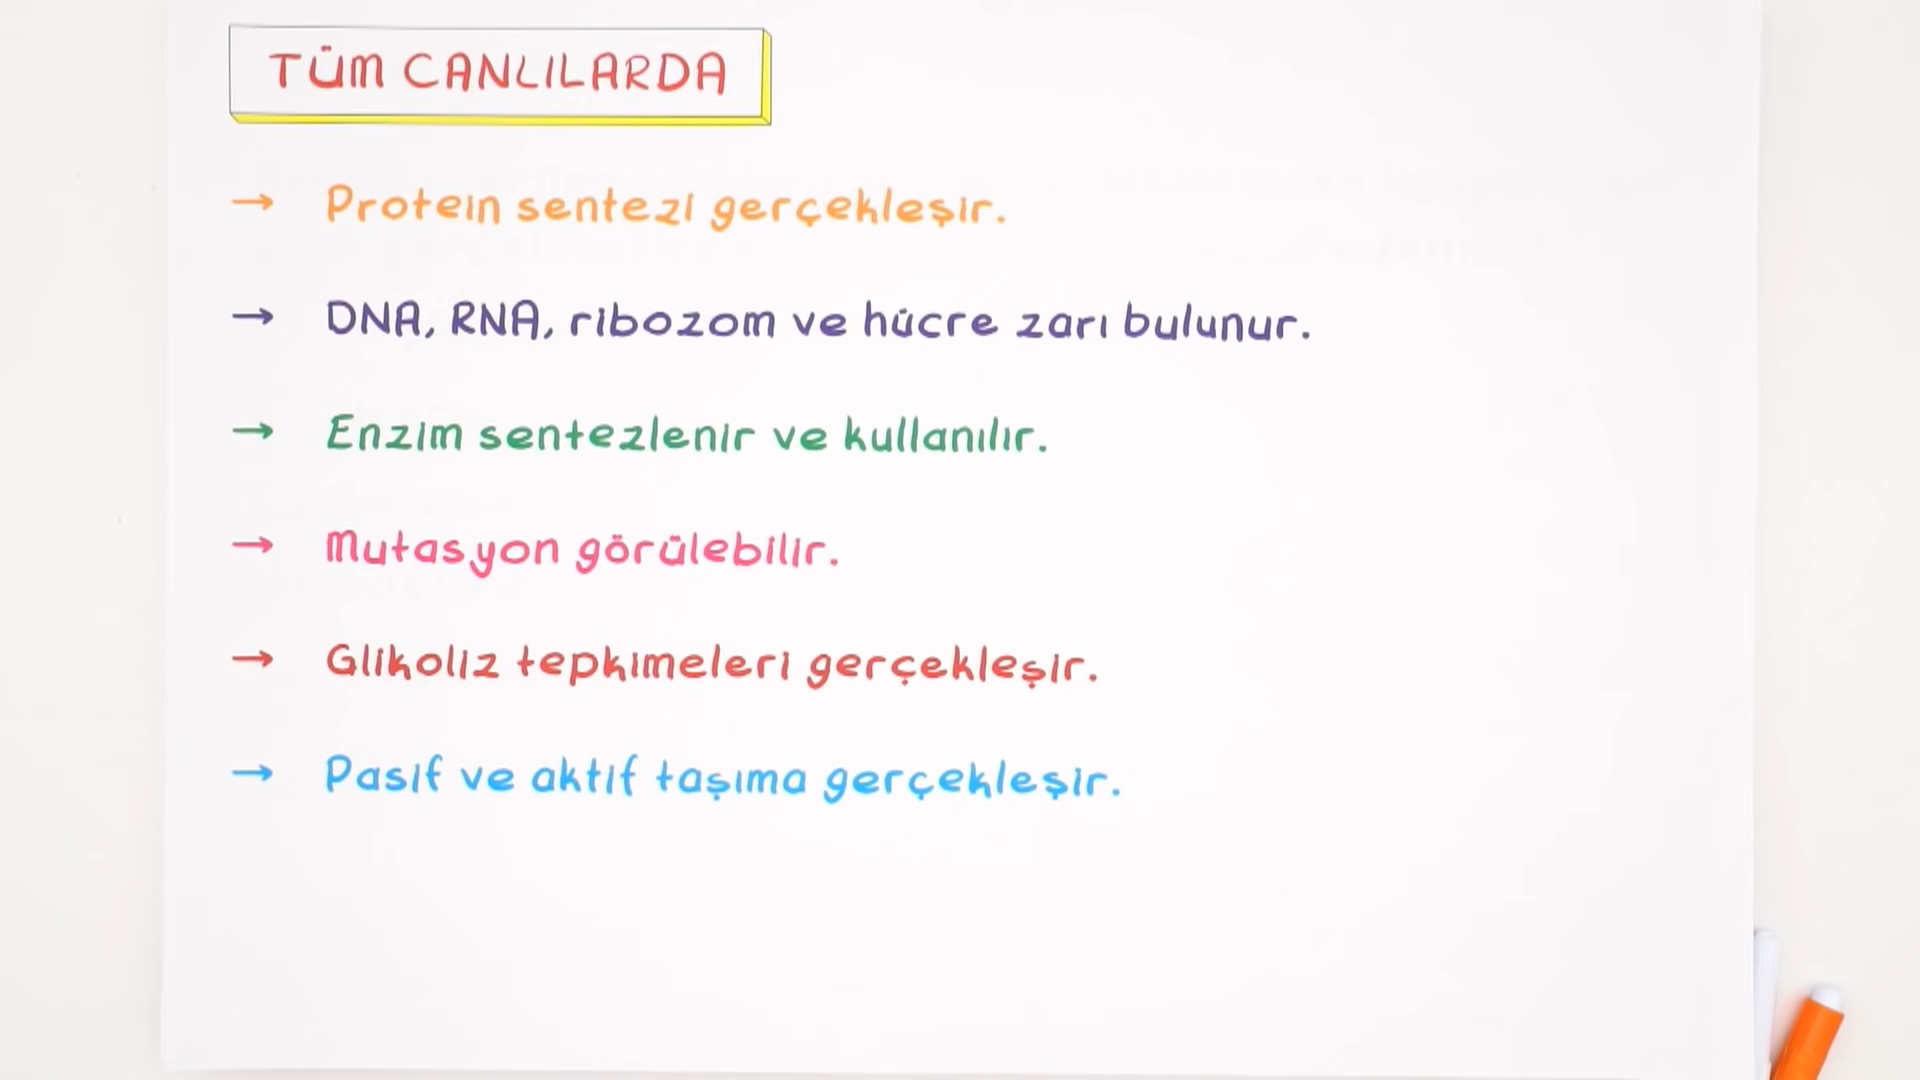 TÜM CANLILARDA
→ Protein sentezi gerçekleşir.
→ DNA, RNA, ribozom ve hücre zarı bulunur.
→ Enzim sentezlenir ve kullanılır.
→ Mutasyon görülebilir.
→ Glikoliz tepkimeleri gerçekleşir.
→ Pasif ve aktif taşıma gerçekleşir.